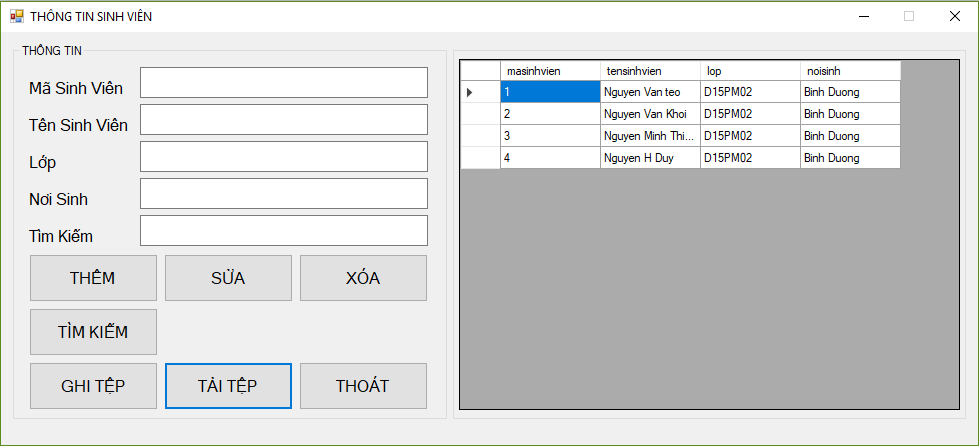 THÔNG TIN SINH VIÊN
THÔNG TIN
Mã Sinh Viên
Tên Sinh Viên
Lớp
Nơi Sinh
Tìm Kiếm
THÊM SỬA XÓA
TÌM KIẾM
GHI TỆP TẢI TỆP THOÁT
masinhvien tensinhvien lop noisinh
1 Nguyen Van teo D15PM02 Binh Duong
2 Nguyen Van Khoi D15PM02 Binh Duong
3 Nguyen Minh Thi... D15PM02 Binh Duong
4 Nguyen H Duy D15PM02 Binh Duong